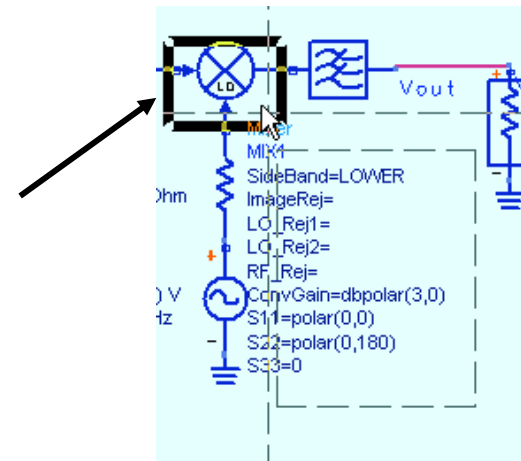 LO
Vout
Mixer
MIX1
SideBand=LOWER
Ohm
ImageRej=
LO_Rej1=
LO_Rej2=
RF_Rej=
) V
ConvGain=dbpolar(3,0)
Hz
S11=polar(0,0)
S22=polar(0,180)
S33=0